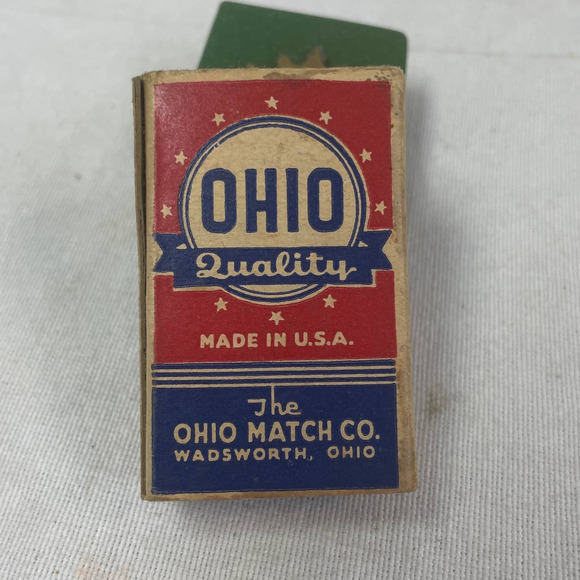 OHIO
Quality
MADE IN U.S.A.
The
OHIO MATCH CO.
WADSWORTH, OHIO